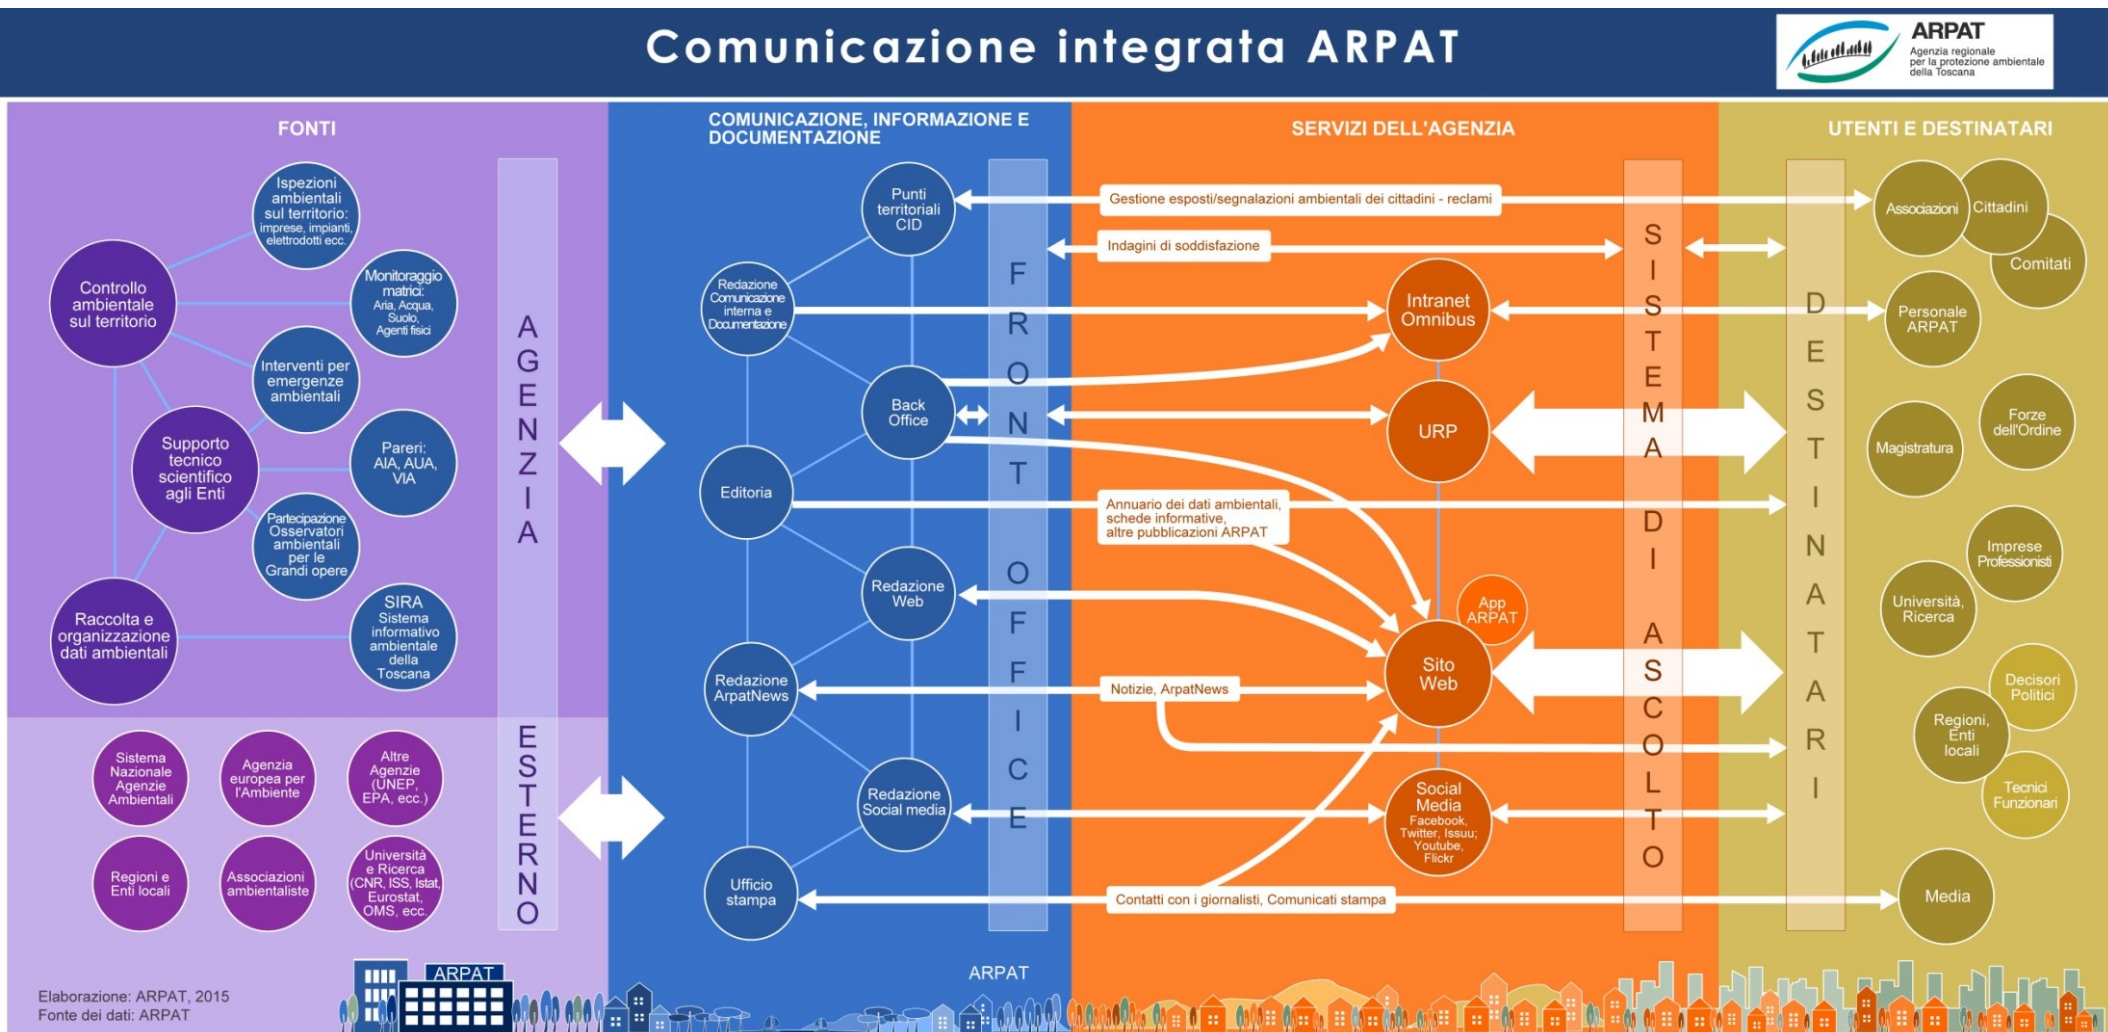 Comunicazione integrata ARPAT
ARPAT
Agenzia regionale
per la protezione ambientale
della Toscana
FONTI
Ispezioni
ambientali
sul territorio:
imprese, impianti,
elettrodotti ecc.
Controllo
ambientale
sul territorio
Monitoraggio
matrici:
Aria, Acqua,
Suolo,
Agenti fisici
Interventi per
emergenze
ambientali
Supporto
tecnico
scientifico
agli Enti
Pareri:
AIA, AUA,
VIA
Partecipazione
Osservatori
ambientali
per le
Grandi opere
Raccolta e
organizzazione
dati ambientali
SIRA
Sistema
informativo
ambientale
della
Toscana
AGENZIA
Sistema
Nazionale
Agenzie
Ambientali
Agenzia
europea per
l'Ambiente
Altre
Agenzie
(UNEP,
EPA, ecc.)
Regioni e
Enti locali
Associazioni
ambientaliste
Università
e Ricerca
(CNR, ISS, Istat,
Eurostat,
OMS, ecc.
ESTERNO
COMUNICAZIONE, INFORMAZIONE E
DOCUMENTAZIONE
Punti
territoriali
CID
Redazione
Comunicazione
interna e
Documentazione
Back
Office
Editoria
Redazione
Web
Redazione
ArpatNews
Redazione
Social media
Ufficio
stampa
FRONT OFFICE
SERVIZI DELL'AGENZIA
Gestione esposti/segnalazioni ambientali dei cittadini - reclami
Indagini di soddisfazione
Intranet
Omnibus
URP
Annuario dei dati ambientali,
schede informative,
altre pubblicazioni ARPAT
App
ARPAT
Sito
Web
Notizie, ArpatNews
Social
Media
Facebook,
Twitter, Issuu;
Youtube,
Flickr
Contatti con i giornalisti, Comunicati stampa
SISTEMA DI ASCOLTO
UTENTI E DESTINATARI
DESTINATARI
Associazioni
Cittadini
Comitati
Personale
ARPAT
Forze
dell'Ordine
Magistratura
Imprese
Professionisti
Università,
Ricerca
Decisori
Politici
Regioni,
Enti
locali
Tecnici
Funzionari
Media
ARPAT
ARPAT
Elaborazione: ARPAT, 2015
Fonte dei dati: ARPAT